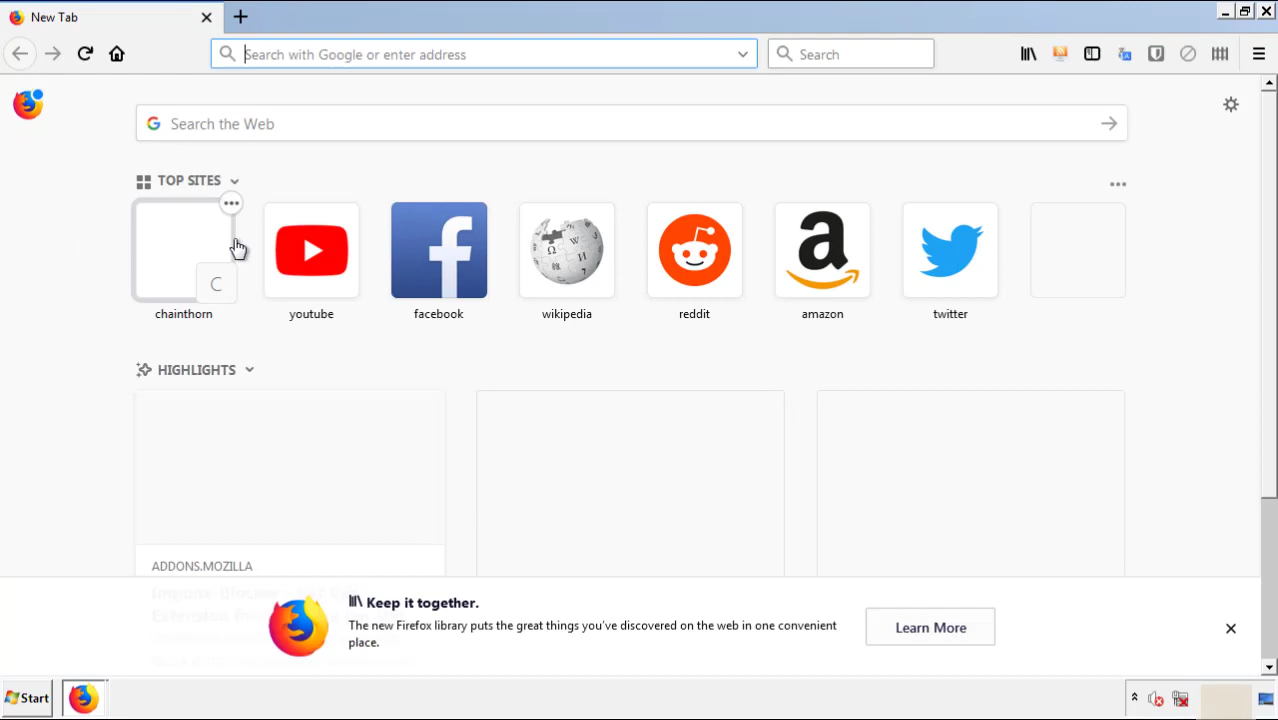 New Tab
Search with Google or enter address
Search
Search the Web
TOP SITES
C
chainthorn
youtube
facebook
wikipedia
reddit
amazon
twitter
HIGHLIGHTS
ADDONS.MOZILLA
Keep it together.
The new Firefox library puts the great things you've discovered on the web in one convenient
place.
Learn More
Start